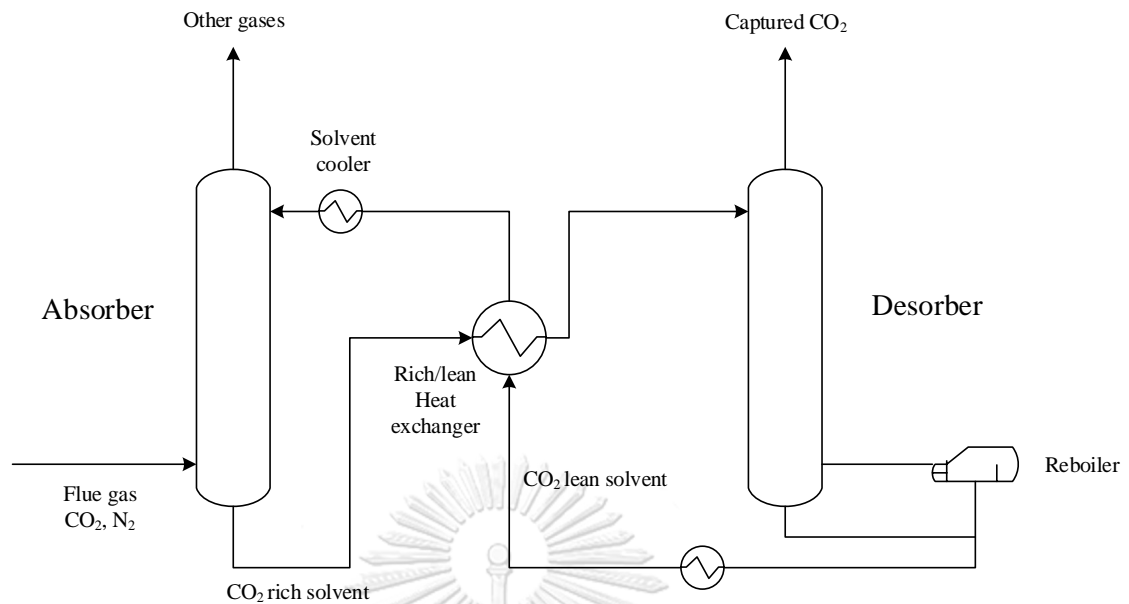 Other gases
Captured CO₂
Solvent
cooler
Absorber
Desorber
Rich/lean
Heat
exchanger
Reboiler
Flue gas
CO₂, N₂
CO₂ lean solvent
CO₂ rich solvent